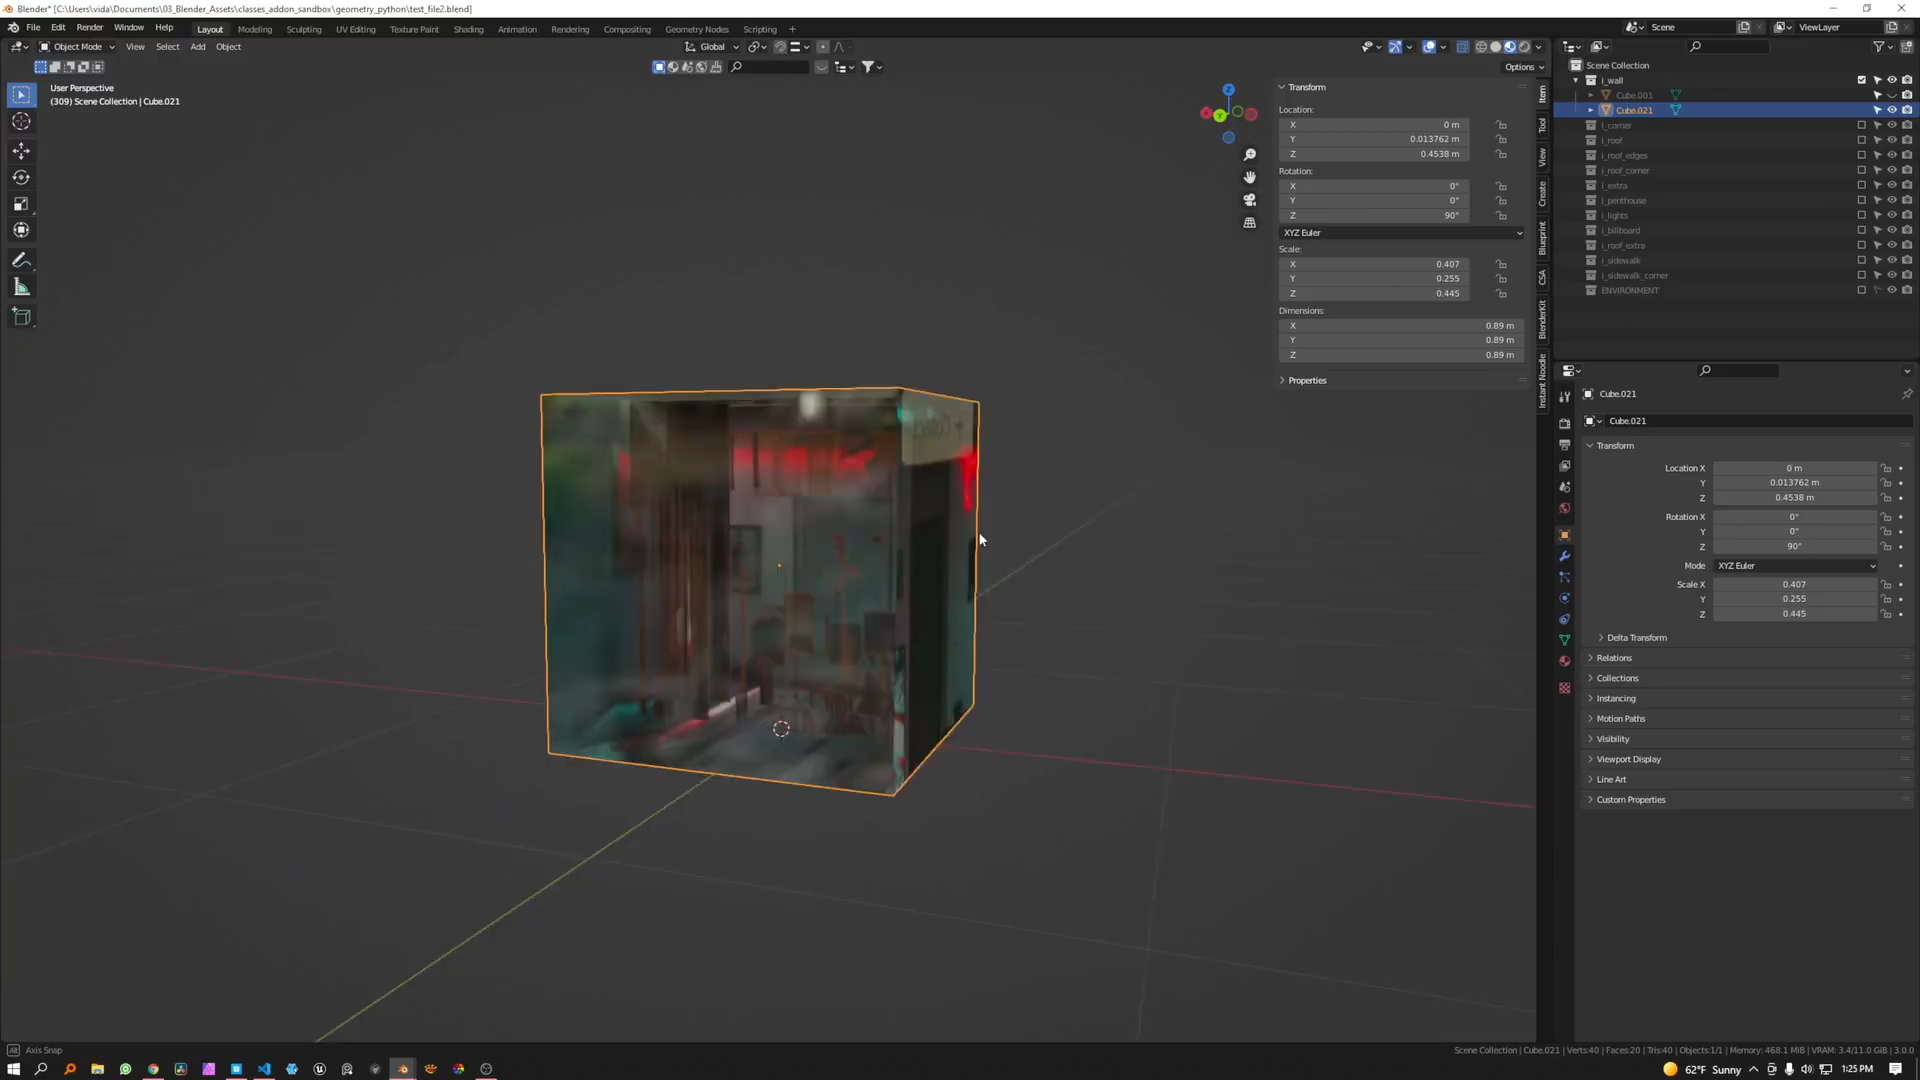 Blender* [C:\Users\vida\Documents\03_Blender_Assets\classes_addon_sandbox\geometry_python\test_file2.blend]
File Edit Render Window Help Layout Modeling Sculpting UV Editing Texture Paint Shading Animation Rendering Compositing Geometry Nodes Scripting +
Scene ViewLayer
Object Mode View Select Add Object Global
Options
User Perspective
(309) Scene Collection | Cube.021
Transform
Location:
X 0 m
Y 0.013762 m
Z 0.4538 m
Rotation:
X 0°
Y 0°
Z 90°
XYZ Euler
Scale:
X 0.407
Y 0.255
Z 0.445
Dimensions:
X 0.89 m
Y 0.89 m
Z 0.89 m
Properties
Item
Tool
View
Create
Blueprint
CSA
BlenderKit
Instant Noodle
Z
Y
Scene Collection
i_wall
Cube.001
Cube.021
i_corner
i_roof
i_roof_edges
i_roof_corner
i_extra
i_penthouse
i_lights
i_billboard
i_roof_extra
i_sidewalk
i_sidewalk_corner
ENVIRONMENT
Cube.021
Cube.021
Transform
Location X 0 m
Y 0.013762 m
Z 0.4538 m
Rotation X 0°
Y 0°
Z 90°
Mode XYZ Euler
Scale X 0.407
Y 0.255
Z 0.445
Delta Transform
Relations
Collections
Instancing
Motion Paths
Visibility
Viewport Display
Line Art
Custom Properties
Alt Axis Snap
Scene Collection | Cube.021 | Verts:40 | Faces:20 | Tris:40 | Objects:1/1 | Memory: 468.1 MiB | VRAM: 3.4/11.0 GiB | 3.0.0
62°F Sunny 1:25 PM